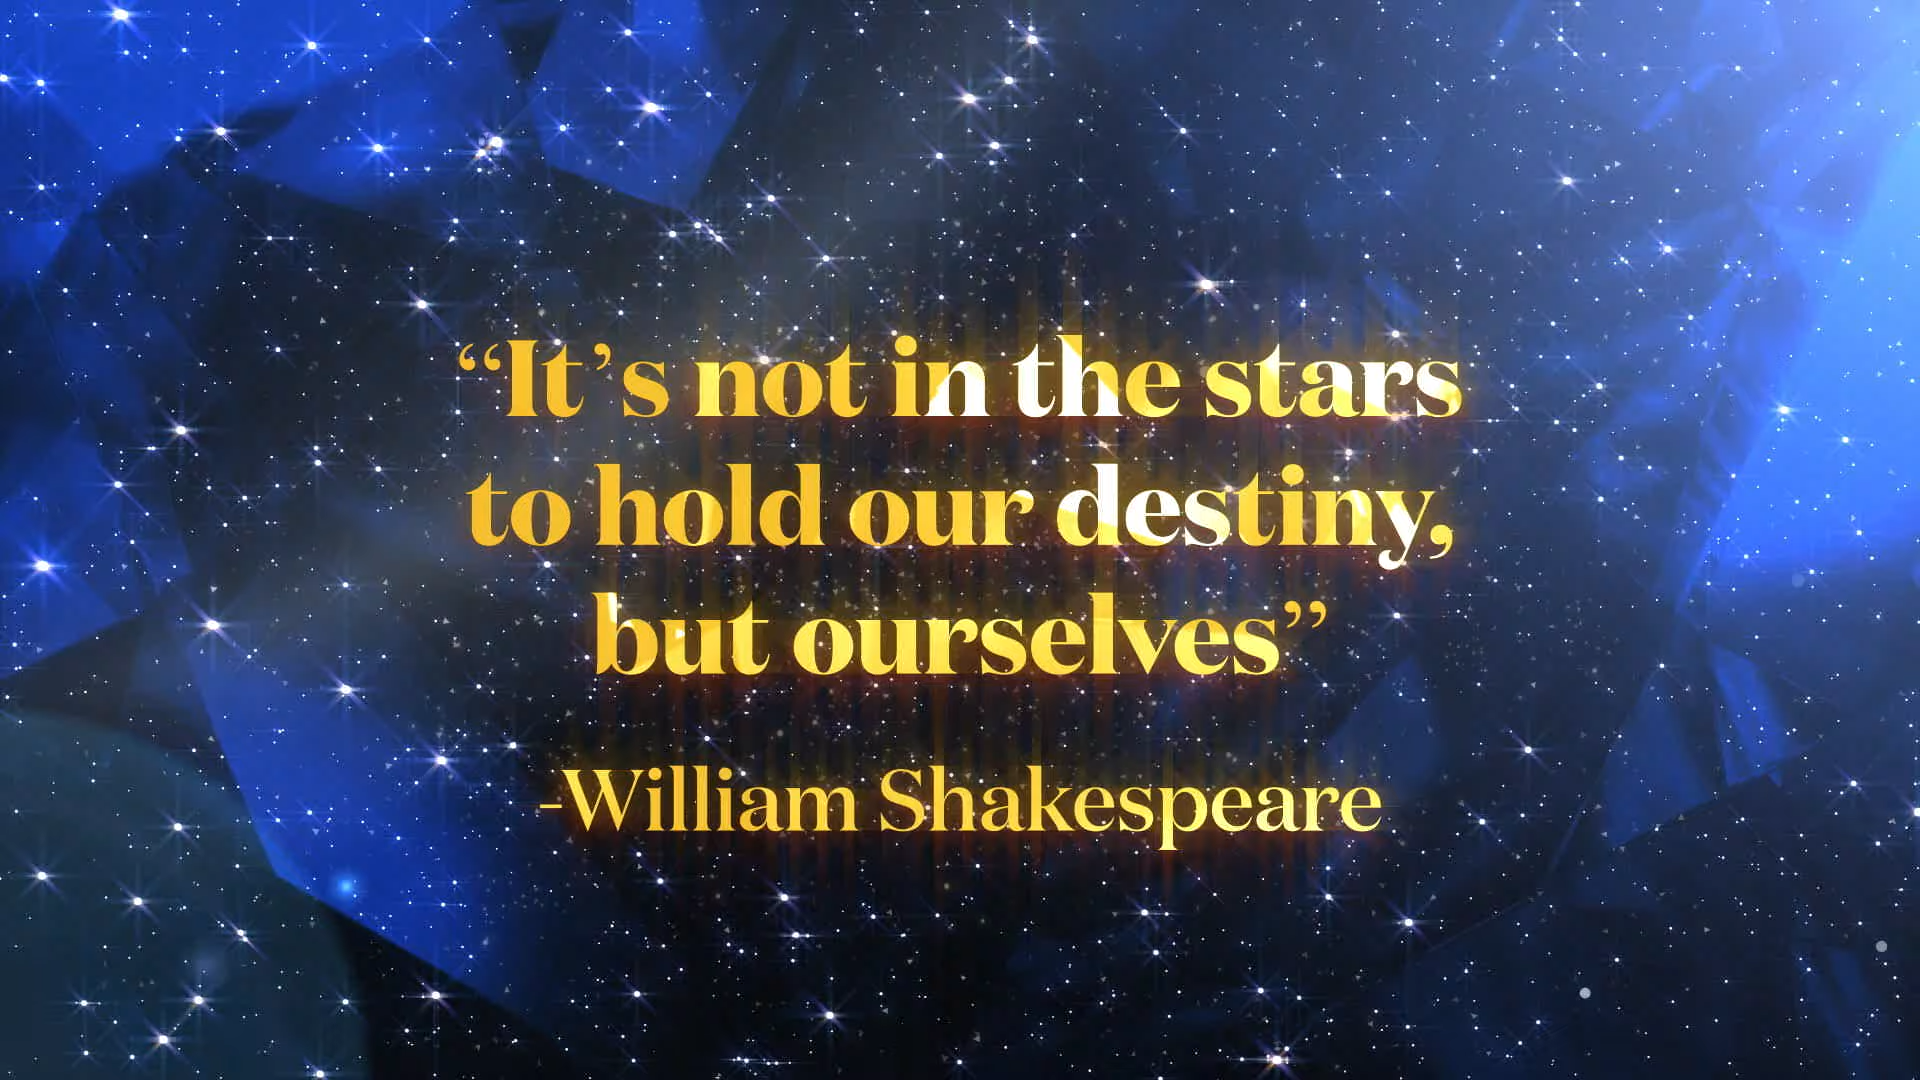 “It’s not in the stars
to hold our destiny,
but ourselves”
-William Shakespeare